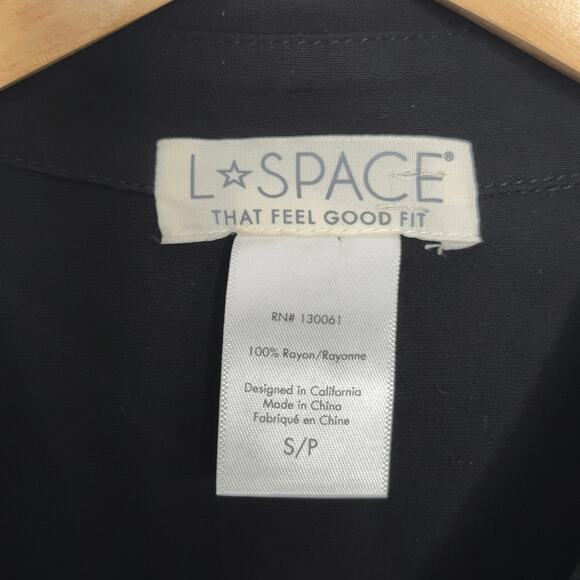 L☆SPACE®
THAT FEEL GOOD FIT
RN# 130061
100% Rayon/Rayonne
Designed in California
Made in China
Fabriqué en Chine
S/P